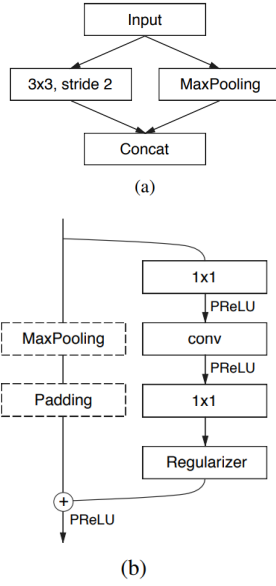 Input
3x3, stride 2
MaxPooling
Concat
(a)
1x1
PReLU
MaxPooling
conv
PReLU
Padding
1x1
Regularizer
+
PReLU
(b)